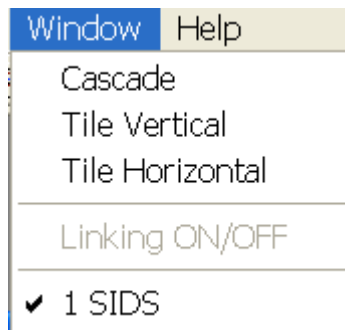 Window Help
Cascade
Tile Vertical
Tile Horizontal
Linking ON/OFF
✔ 1 SIDS